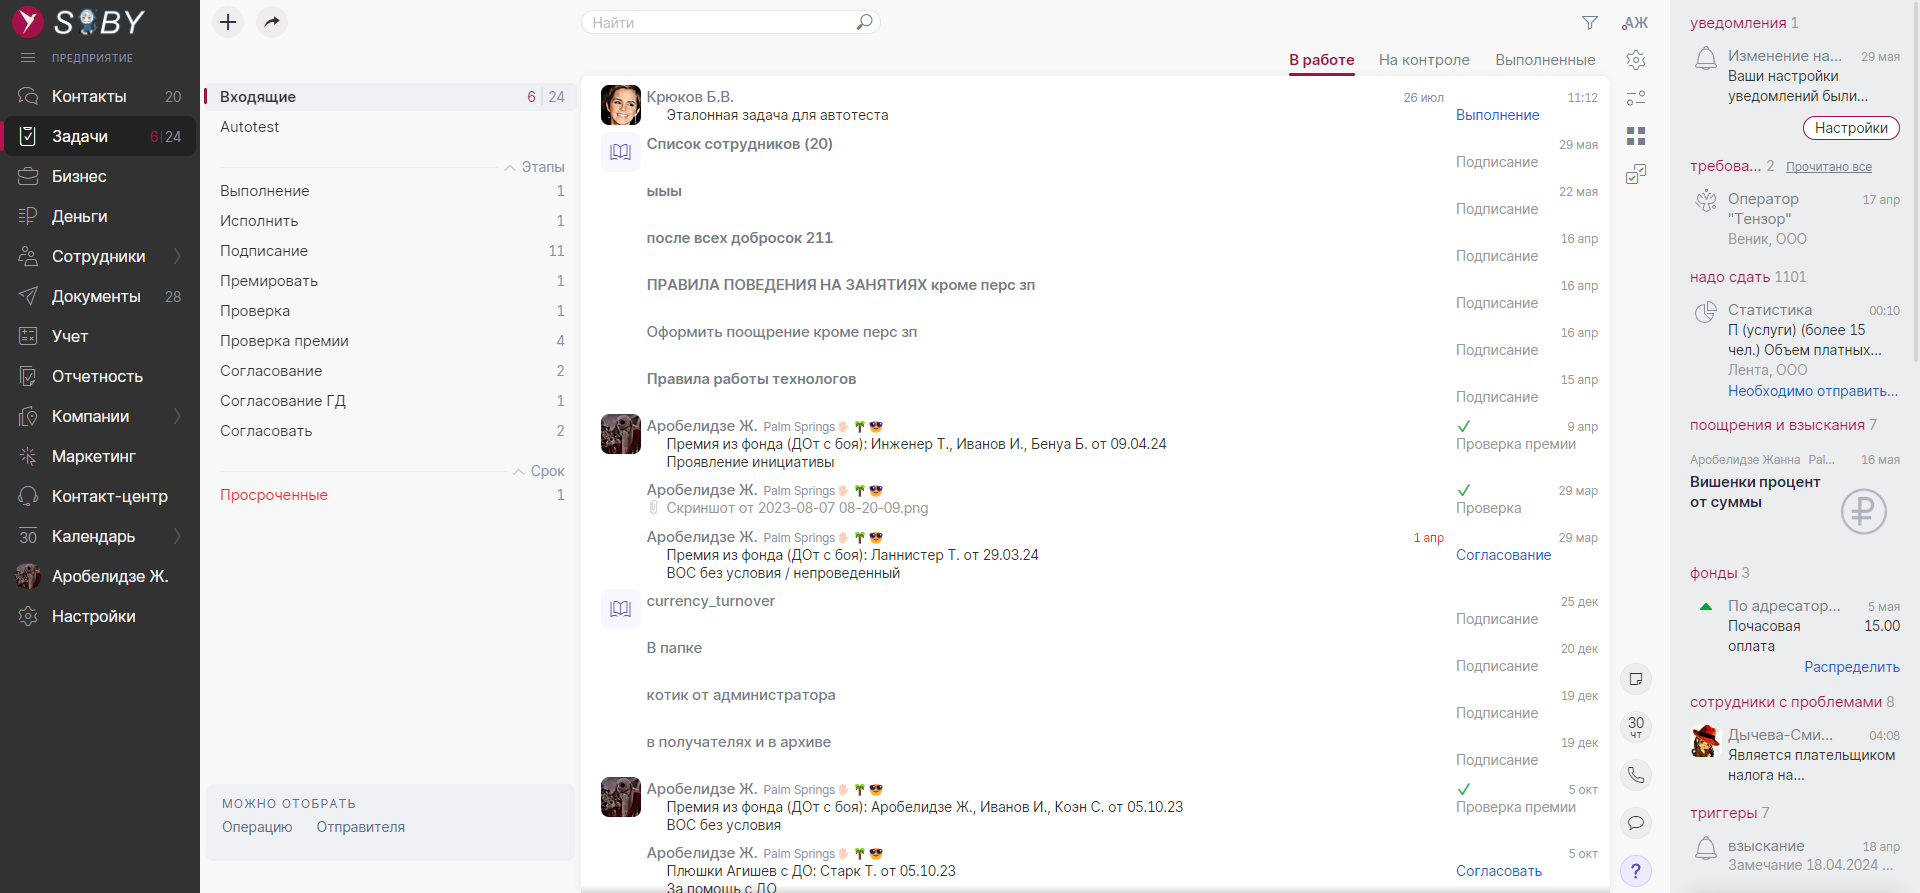 SBY
ПРЕДПРИЯТИЕ
Контакты 20
Задачи 6 24
Бизнес
Деньги
Сотрудники
Документы 28
Учет
Отчетность
Компании
Маркетинг
Контакт-центр
30 Календарь
Аробелидзе Ж.
Настройки
Входящие 6 24
Autotest
Этапы
Выполнение 1
Исполнить 1
Подписание 11
Премировать 1
Проверка 1
Проверка премии 4
Согласование 2
Согласование ГД 1
Согласовать 2
Срок
Просроченные 1
МОЖНО ОТОБРАТЬ
Операцию Отправителя
Найти
В работе На контроле Выполненные
Крюков Б.В. 26 июл 11:12
Эталонная задача для автотеста Выполнение
Список сотрудников (20) 29 мая
Подписание
ыыы 22 мая
Подписание
после всех добросок 211 16 апр
Подписание
ПРАВИЛА ПОВЕДЕНИЯ НА ЗАНЯТИЯХ кроме перс зп 16 апр
Подписание
Оформить поощрение кроме перс зп 16 апр
Подписание
Правила работы технологов 15 апр
Подписание
Аробелидзе Ж. Palm Springs 9 апр
Премия из фонда (ДОт с боя): Инженер Т., Иванов И., Бенуа Б. от 09.04.24 Проверка премии
Проявление инициативы
Аробелидзе Ж. Palm Springs 29 мар
Скриншот от 2023-08-07 08-20-09.png Проверка
Аробелидзе Ж. Palm Springs 1 апр 29 мар
Премия из фонда (ДОт с боя): Ланнистер Т. от 29.03.24 Согласование
ВОС без условия / непроведенный
currency_turnover 25 дек
Подписание
В папке 20 дек
Подписание
котик от администратора 19 дек
Подписание
в получателях и в архиве 19 дек
Подписание
Аробелидзе Ж. Palm Springs 5 окт
Премия из фонда (ДОт с боя): Аробелидзе Ж., Иванов И., Коэн С. от 05.10.23 Проверка премии
ВОС без условия
Аробелидзе Ж. Palm Springs 5 окт
Плюшки Агишев с ДО: Старк Т. от 05.10.23 Согласовать
За помощь с ДО
АЖ
30
чт
?
уведомления 1
Изменение на... 29 мая
Ваши настройки
уведомлений были...
Настройки
требова... 2 Прочитано все
Оператор 17 апр
"Тензор"
Веник, ООО
надо сдать 1101
Статистика 00:10
П (услуги) (более 15
чел.) Объем платных...
Лента, ООО
Необходимо отправить...
поощрения и взыскания 7
Аробелидзе Жанна Pal... 16 мая
Вишенки процент
от суммы
фонды 3
По адресатор... 5 мая
Почасовая 15.00
оплата
Распределить
сотрудники с проблемами 8
Дычева-Сми... 04:08
Является плательщиком
налога на...
триггеры 7
взыскание 18 апр
Замечание 18.04.2024 ...